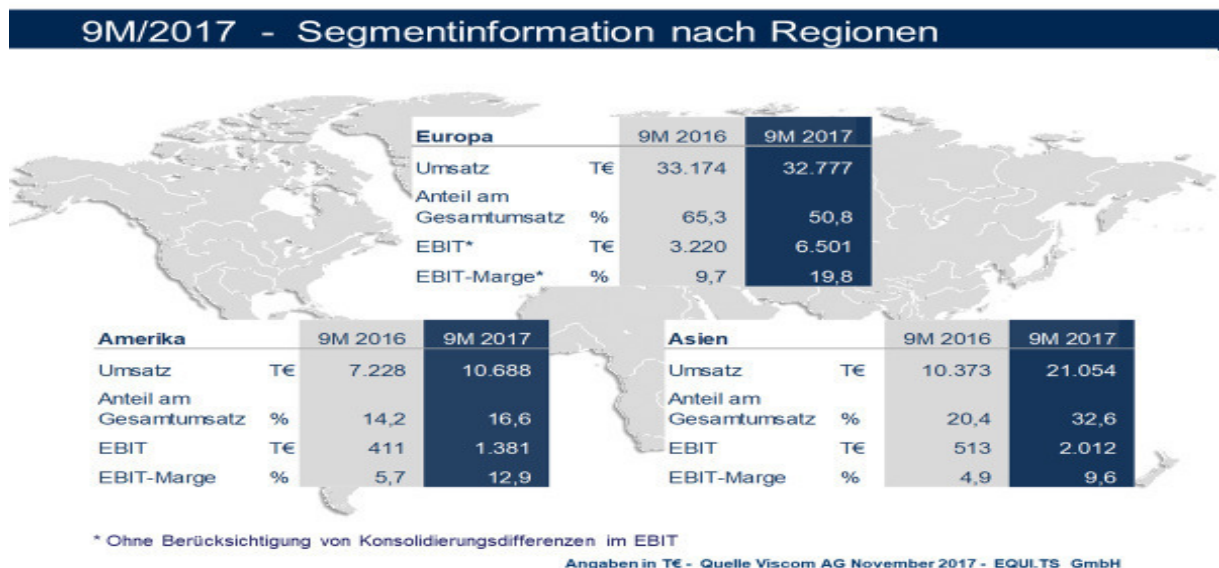 9M/2017 - Segmentinformation nach Regionen
Europa 9M 2016 9M 2017
Umsatz T€ 33.174 32.777
Anteil am
Gesamtumsatz % 65,3 50,8
EBIT* T€ 3.220 6.501
EBIT-Marge* % 9,7 19,8
Amerika 9M 2016 9M 2017
Umsatz T€ 7.228 10.688
Anteil am
Gesamtumsatz % 14,2 16,6
EBIT T€ 411 1.381
EBIT-Marge % 5,7 12,9
Asien 9M 2016 9M 2017
Umsatz T€ 10.373 21.054
Anteil am
Gesamtumsatz % 20,4 32,6
EBIT T€ 513 2.012
EBIT-Marge % 4,9 9,6
* Ohne Berücksichtigung von Konsolidierungsdifferenzen im EBIT
Angaben in T€ - Quelle Viscom AG November 2017 - EQUI.TS GmbH